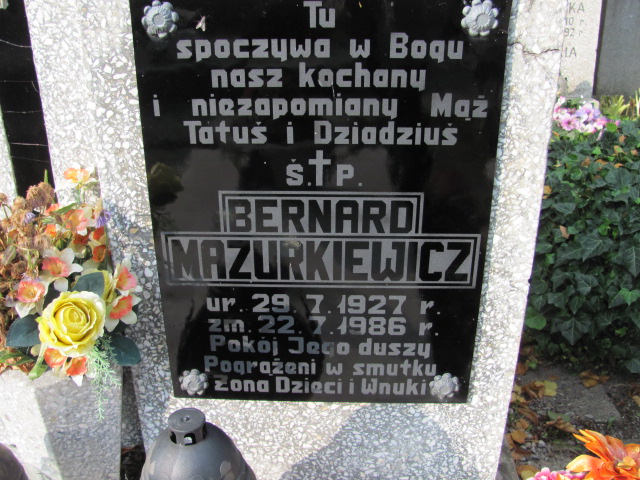 Tu
spoczywa w Bogu
nasz kochany
i niezapomiany Mąż
Tatuś i Dziadziuś
Ś.†P.
BERNARD
MAZURKIEWICZ
ur. 29.7.1927 r.
zm. 22.7.1986 r.
Pokój Jego duszy
Pogrążeni w smutku
żona Dzieci i Wnuki